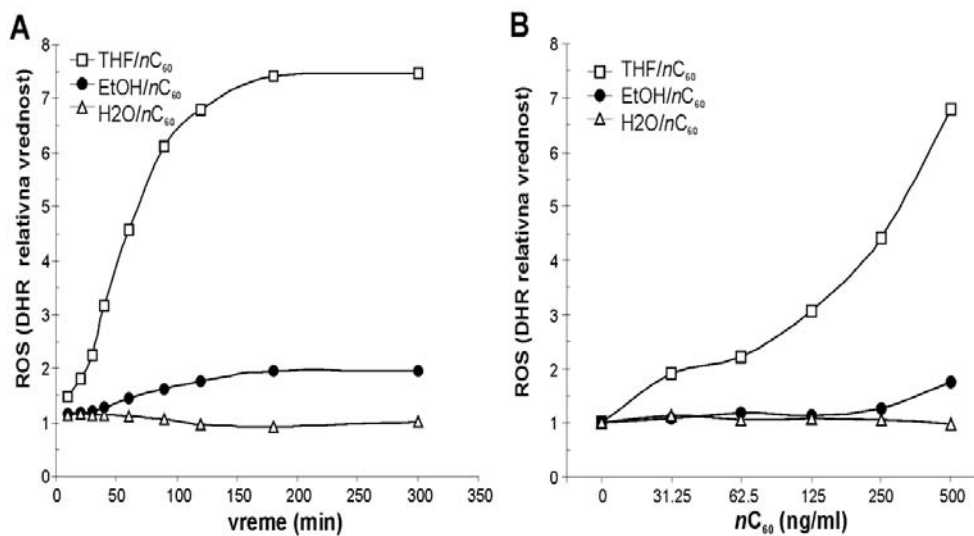 A
ROS (DHR relativna vrednost)
8
7
6
5
4
3
2
1
0
THF/nC₆₀
EtOH/nC₆₀
H2O/nC₆₀
0 50 100 150 200 250 300 350
vreme (min)
B
ROS (DHR relativna vrednost)
8
7
6
5
4
3
2
1
0
THF/nC₆₀
EtOH/nC₆₀
H2O/nC₆₀
0 31.25 62.5 125 250 500
nC₆₀ (ng/ml)